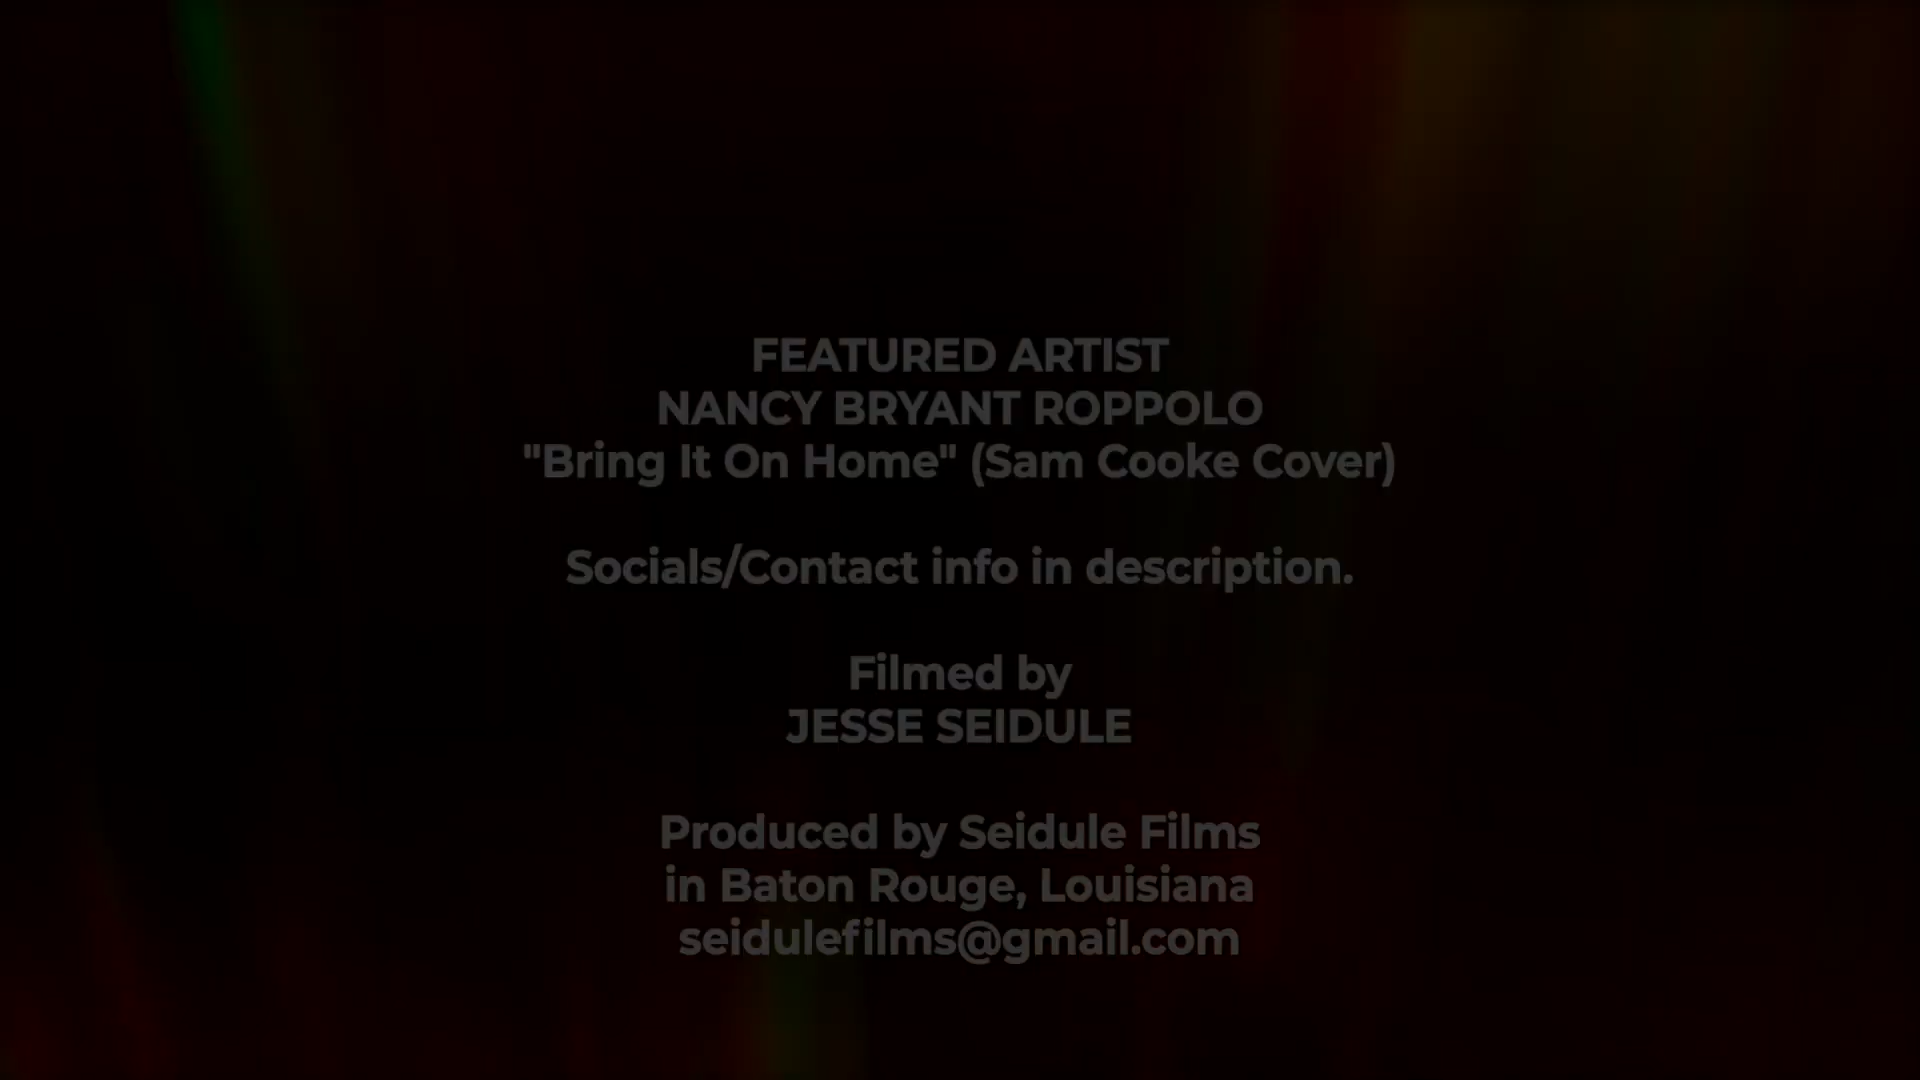 FEATURED ARTIST
NANCY BRYANT ROPPOLO
"Bring It On Home" (Sam Cooke Cover)
Socials/Contact info in description.
Filmed by
JESSE SEIDULE
Produced by Seidule Films
in Baton Rouge, Louisiana
seidulefilms@gmail.com